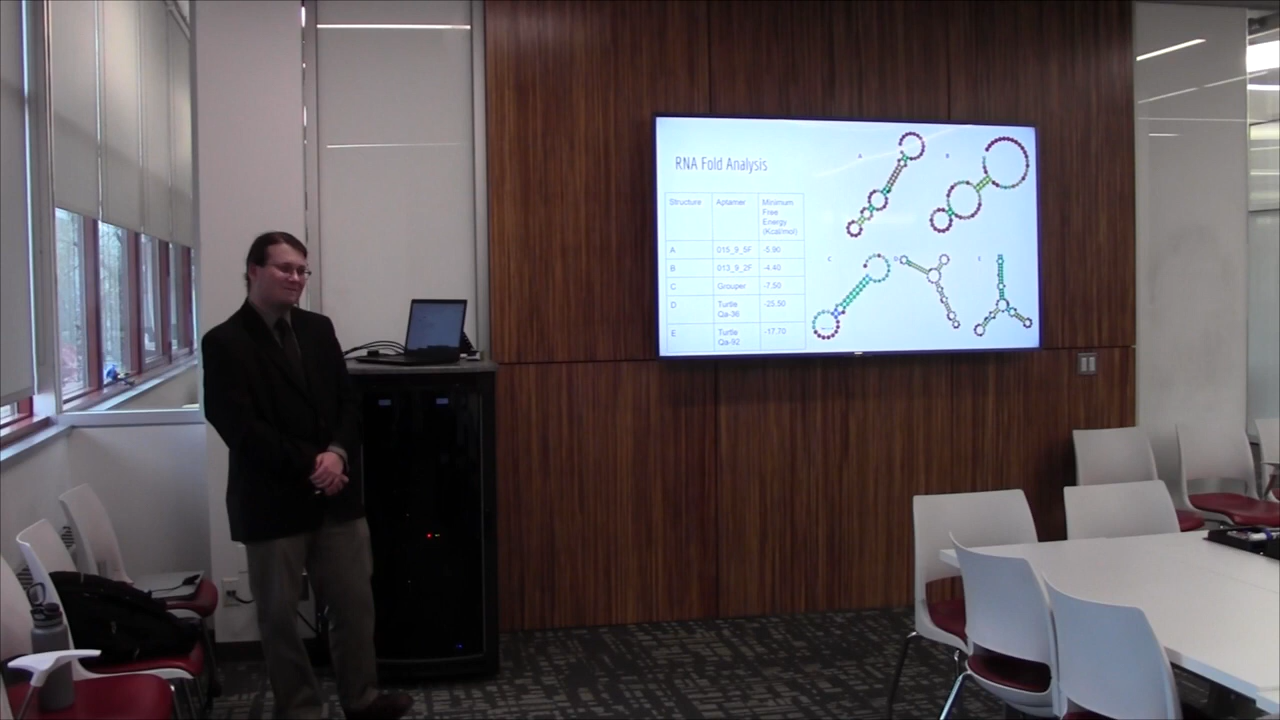 RNA Fold Analysis
Structure Aptamer Minimum
Free
Energy
(Kcal/mol)
A 015_9_5F -5.90
B 013_9_2F -4.40
C Grouper -7.50
D Turtle -25.50
Qa-36
E Turtle -17.70
Qa-92
A B
C D E